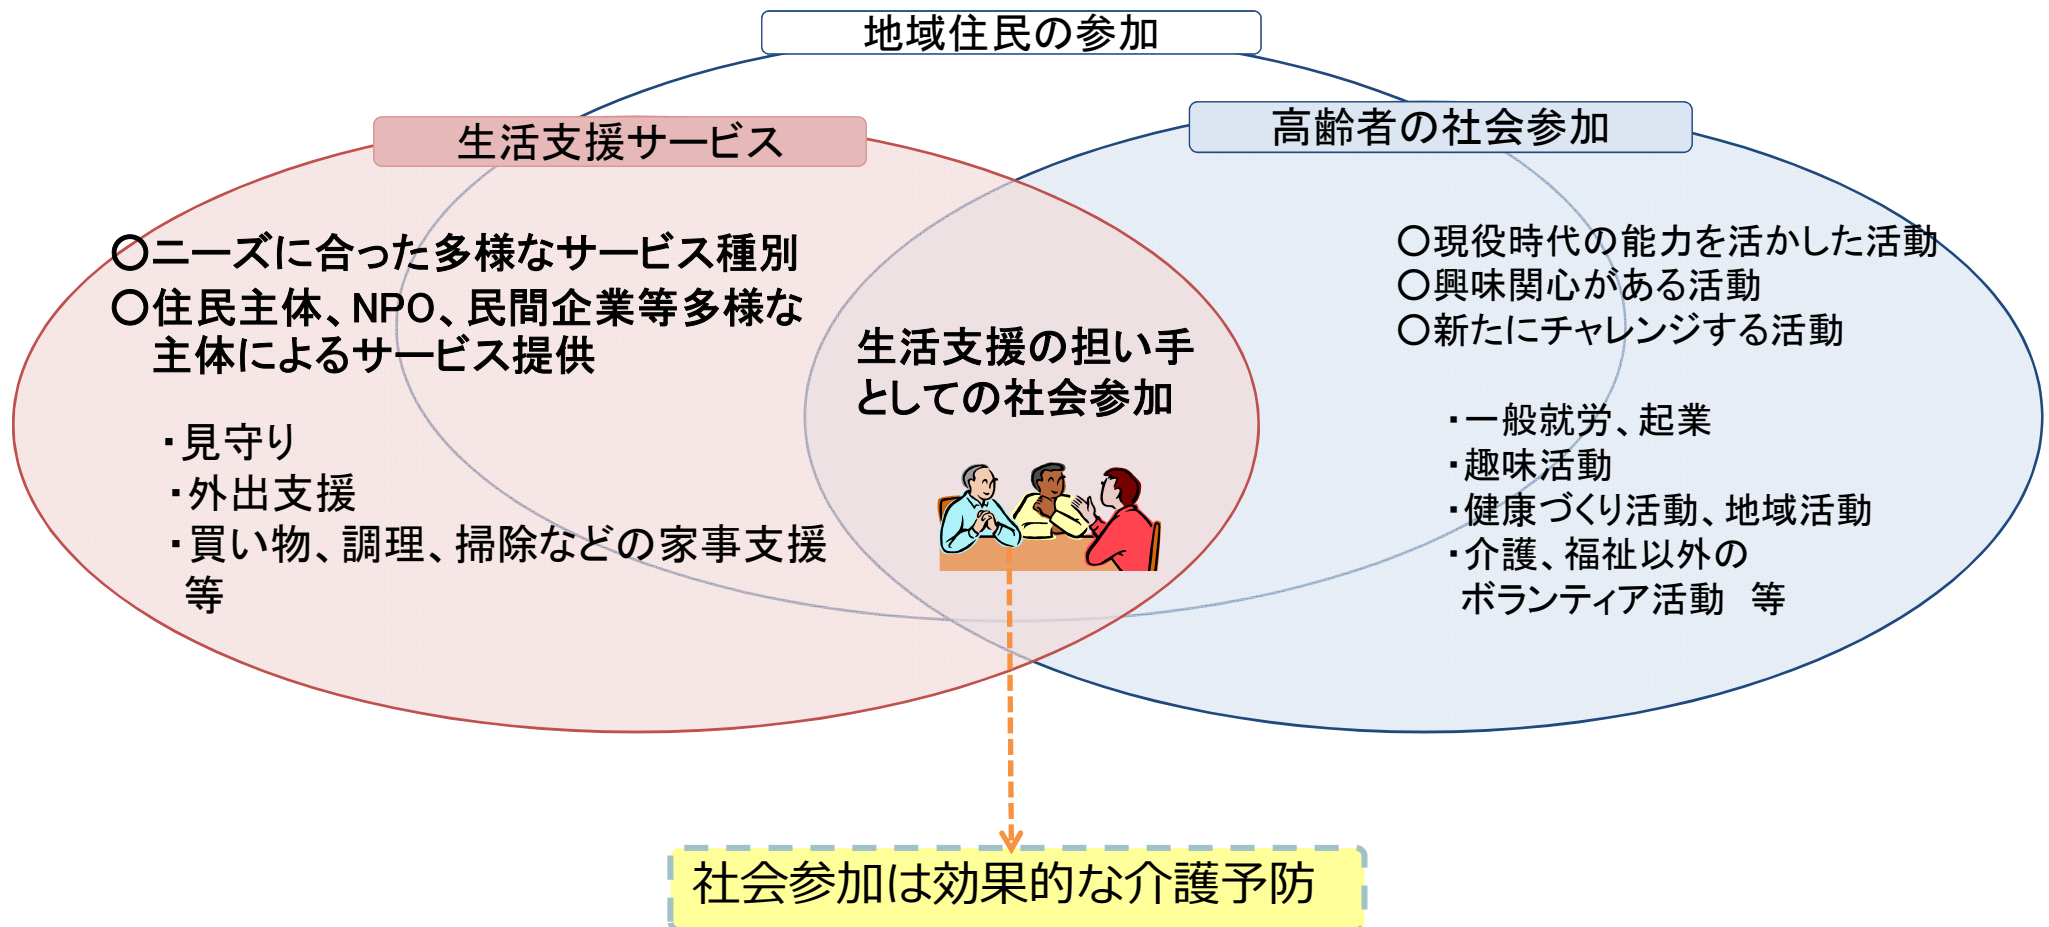 地域住民の参加
生活支援サービス
高齢者の社会参加
○ニーズに合った多様なサービス種別
○住民主体、NPO、民間企業等多様な
主体によるサービス提供
・見守り
・外出支援
・買い物、調理、掃除などの家事支援
等
生活支援の担い手
としての社会参加
○現役時代の能力を活かした活動
○興味関心がある活動
○新たにチャレンジする活動
・一般就労、起業
・趣味活動
・健康づくり活動、地域活動
・介護、福祉以外の
ボランティア活動　等
社会参加は効果的な介護予防